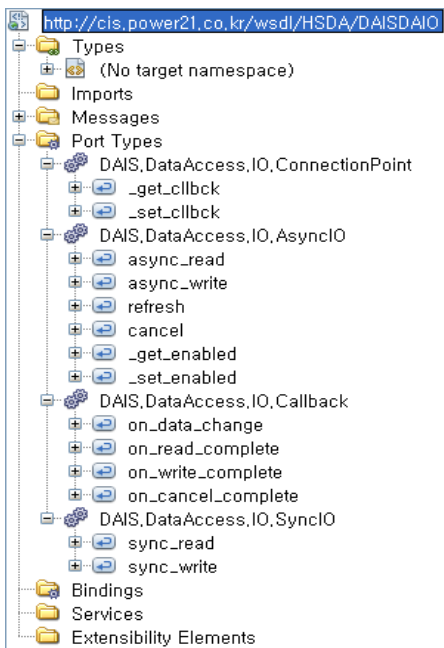 http://cis.power21.co.kr/wsdl/HSDA/DAISDAIO
Types
(No target namespace)
Imports
Messages
Port Types
DAIS.DataAccess.IO.ConnectionPoint
_get_cllbck
_set_cllbck
DAIS.DataAccess.IO.AsyncIO
async_read
async_write
refresh
cancel
_get_enabled
_set_enabled
DAIS.DataAccess.IO.Callback
on_data_change
on_read_complete
on_write_complete
on_cancel_complete
DAIS.DataAccess.IO.SyncIO
sync_read
sync_write
Bindings
Services
Extensibility Elements